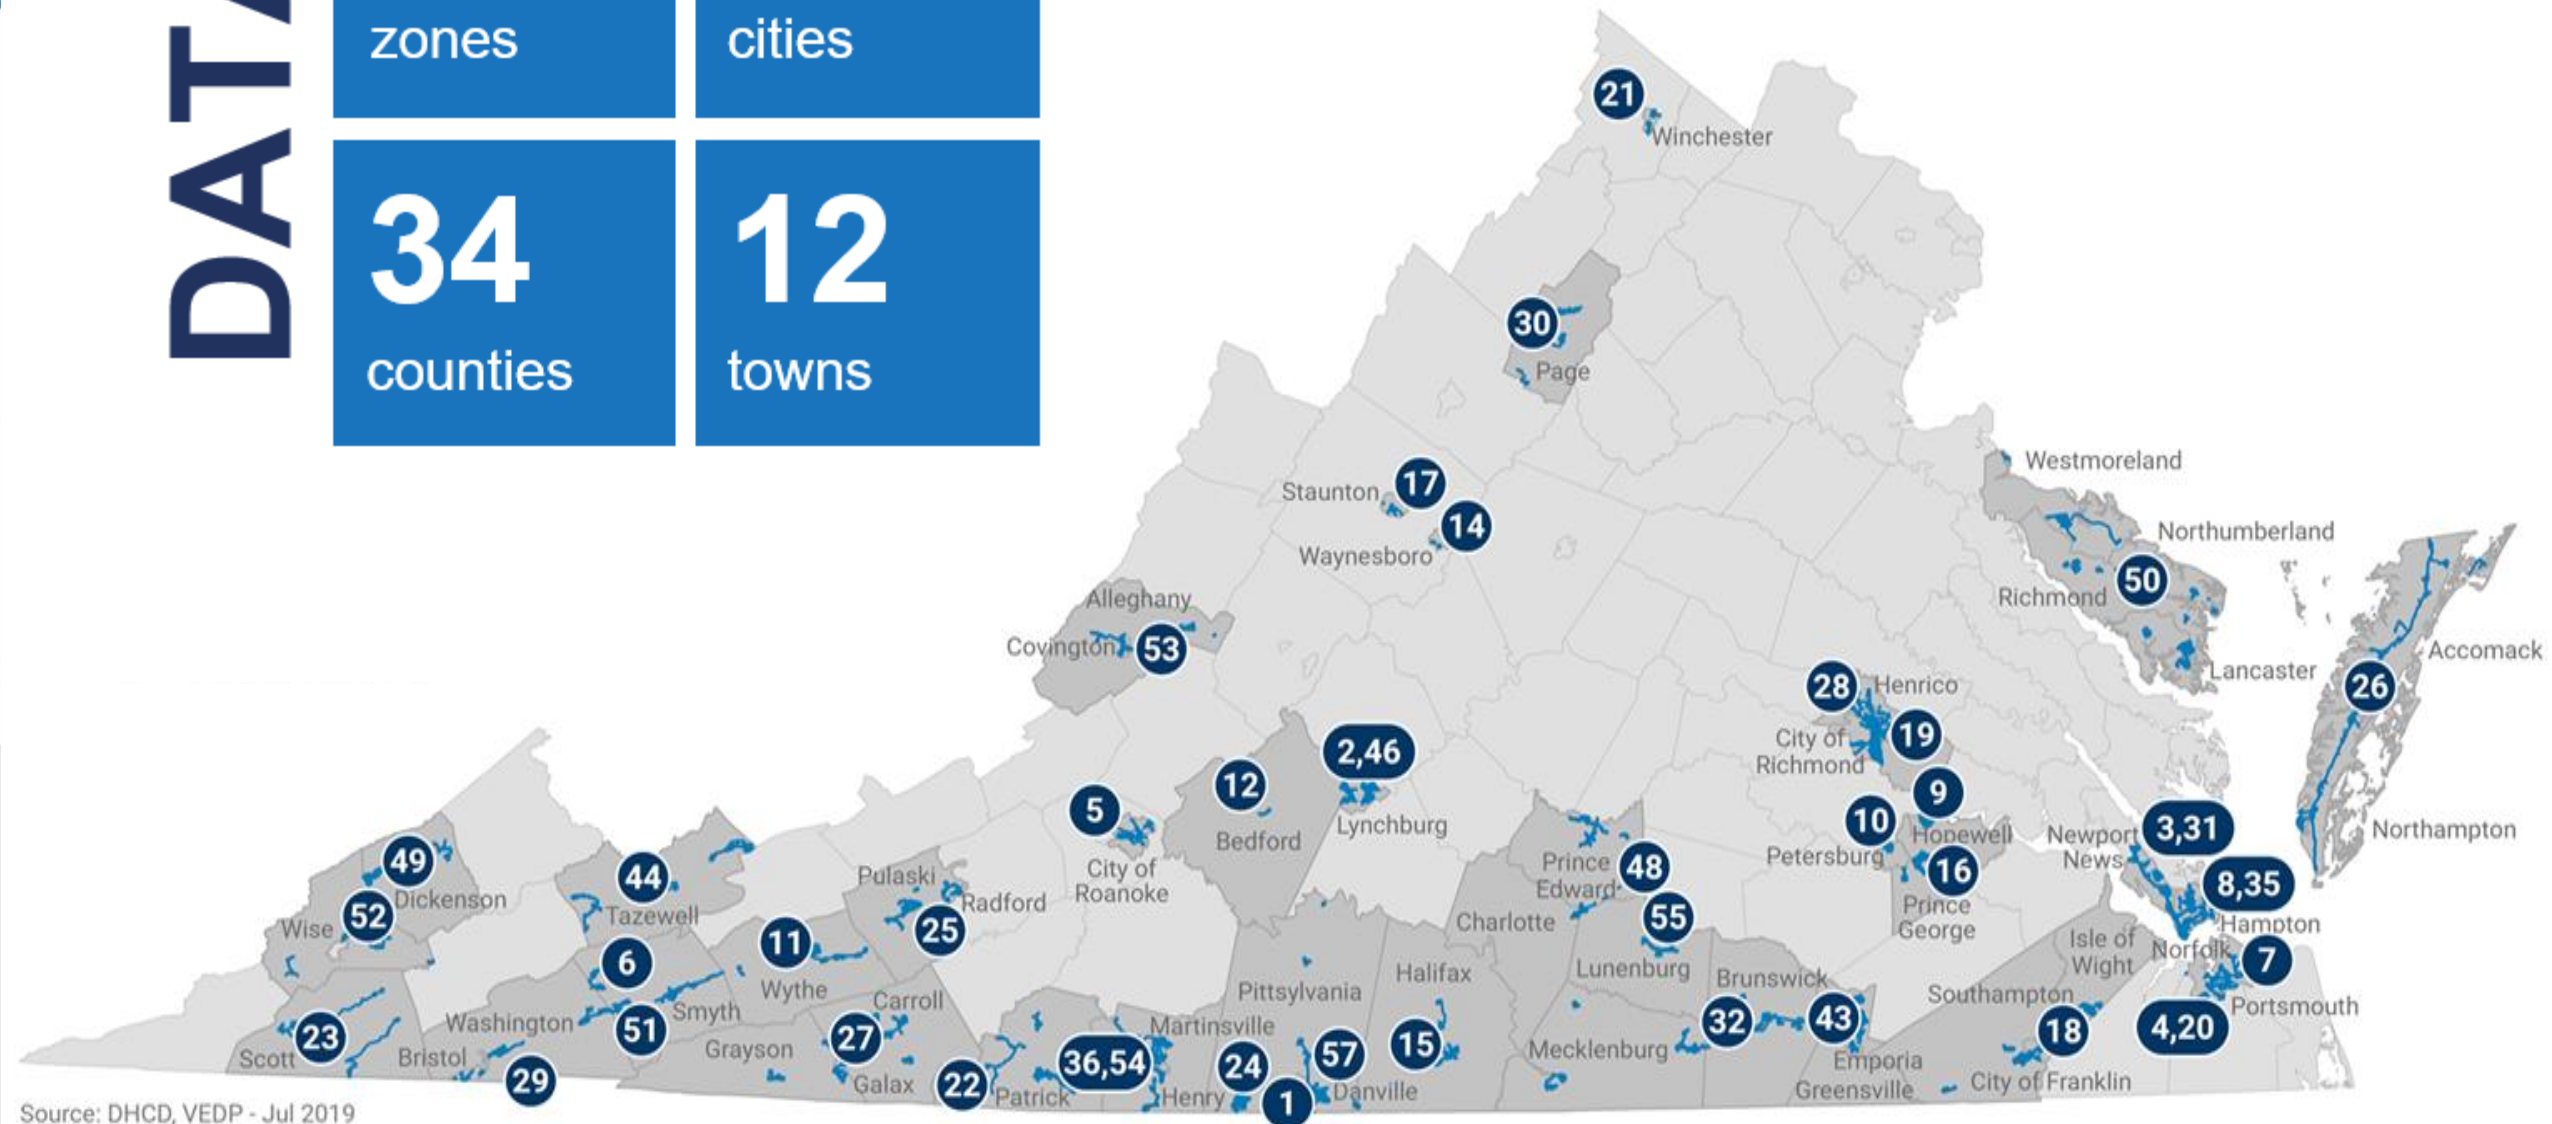 DATA
zones
cities
34
counties
12
towns
21
Winchester
30
Page
17
Staunton
14
Waynesboro
Westmoreland
Northumberland
50
Richmond
Lancaster
Accomack
26
Northampton
Alleghany
Covington
53
28
Henrico
City of
Richmond
19
9
10
Hopewell
Petersburg
16
Prince
George
Newport
News
3,31
8,35
Hampton
Norfolk
7
Portsmouth
4,20
Isle of
Wight
Southampton
18
City of Franklin
2,46
Lynchburg
12
Bedford
5
City of
Roanoke
Prince
Edward
48
Charlotte
55
Lunenburg
Brunswick
32
43
Mecklenburg
Emporia
Greensville
Halifax
15
Pittsylvania
57
24
1
Danville
Martinsville
36,54
Henry
22
Patrick
Pulaski
Radford
25
11
Wythe
Carroll
27
Galax
Grayson
44
Tazewell
6
Smyth
51
Washington
Bristol
29
49
Dickenson
52
Wise
23
Scott
Source: DHCD, VEDP - Jul 2019